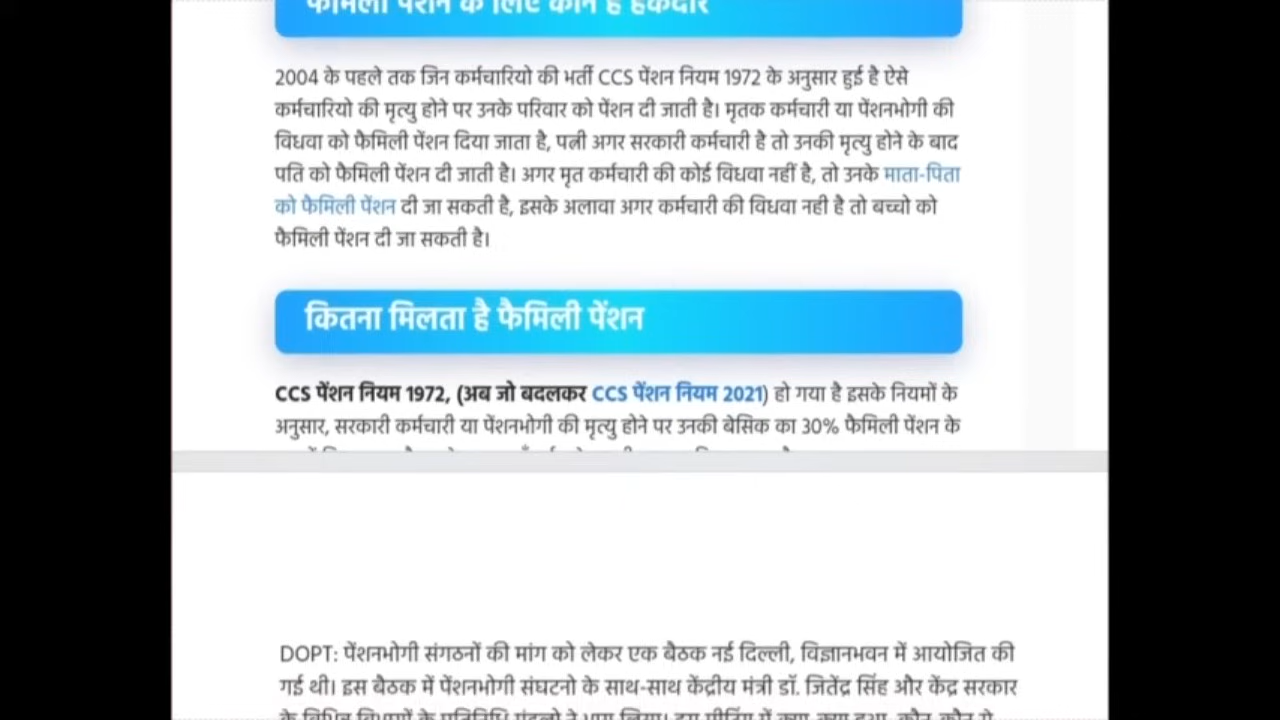 फैमिली पेंशन के लिए कौन है हकदार
2004 के पहले तक जिन कर्मचारियो की भर्ती CCS पेंशन नियम 1972 के अनुसार हुई है ऐसे
कर्मचारियो की मृत्यु होने पर उनके परिवार को पेंशन दी जाती है। मृतक कर्मचारी या पेंशनभोगी की
विधवा को फैमिली पेंशन दिया जाता है, पत्नी अगर सरकारी कर्मचारी है तो उनकी मृत्यु होने के बाद
पति को फैमिली पेंशन दी जाती है। अगर मृत कर्मचारी की कोई विधवा नहीं है, तो उनके माता-पिता
को फैमिली पेंशन दी जा सकती है, इसके अलावा अगर कर्मचारी की विधवा नही है तो बच्चो को
फैमिली पेंशन दी जा सकती है।
कितना मिलता है फैमिली पेंशन
CCS पेंशन नियम 1972, (अब जो बदलकर CCS पेंशन नियम 2021) हो गया है इसके नियमों के
अनुसार, सरकारी कर्मचारी या पेंशनभोगी की मृत्यु होने पर उनकी बेसिक का 30% फैमिली पेंशन के
DOPT: पेंशनभोगी संगठनों की मांग को लेकर एक बैठक नई दिल्ली, विज्ञानभवन में आयोजित की
गई थी। इस बैठक में पेंशनभोगी संघटनो के साथ-साथ केंद्रीय मंत्री डॉ. जितेंद्र सिंह और केंद्र सरकार